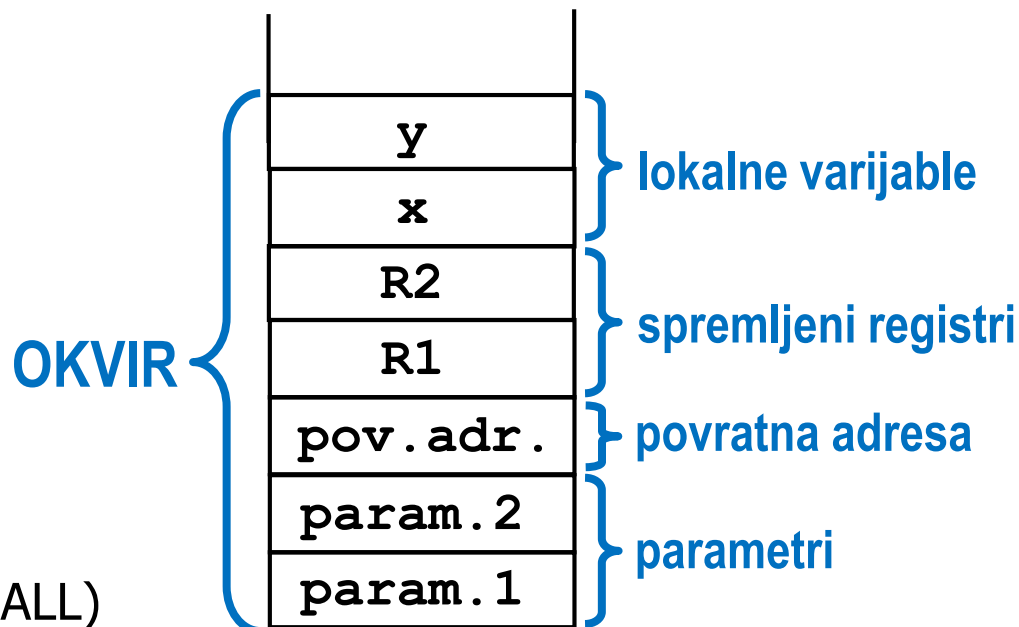 y
x
lokalne varijable
R2
R1
spremljeni registri
OKVIR
pov.adr.
povratna adresa
param.2
param.1
parametri
ALL)